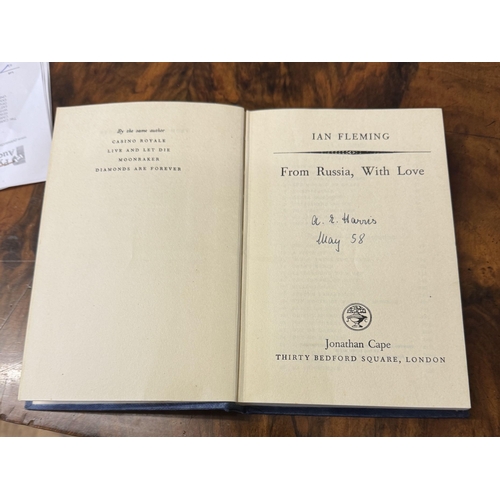 By the same author
CASINO ROYALE
LIVE AND LET DIE
MOONRAKER
DIAMONDS ARE FOREVER
IAN FLEMING
From Russia, With Love
A. E. Harris
May 58
Jonathan Cape
THIRTY BEDFORD SQUARE, LONDON